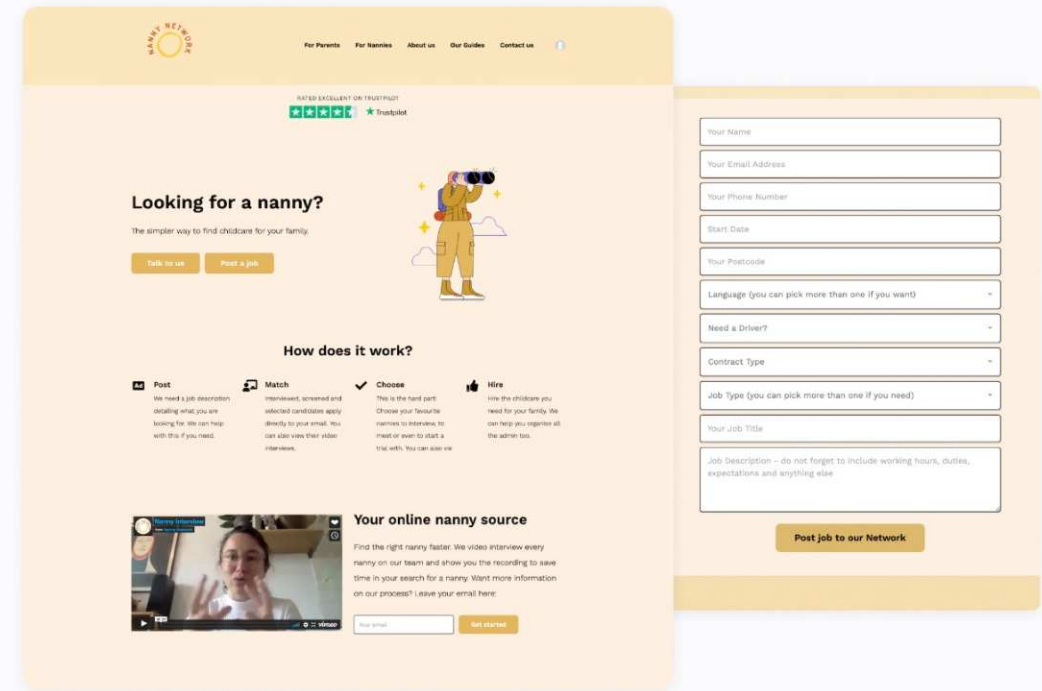 NANNY NETWORK
For Parents
For Nannies
About us
Our Guides
Contact us
RATED EXCELLENT ON TRUSTPILOT
Trustpilot
Looking for a nanny?
The simpler way to find childcare for your family.
Talk to us
Post a job
How does it work?
Ad
Post
We need a job description
detailing what you are
looking for. We can help
with this if you need.
Match
Interviewed, screened and
selected candidates apply
directly to your email. You
can also view their video
interviews.
Choose
This is the hard part!
Choose your favourite
nannies to interview, to
meet or even to start a
trial with. You can also vie
Hire
Hire the childcare you
need for your family. We
can help you organise all
the admin too.
Nanny Interview
vimeo
Your online nanny source
Find the right nanny faster. We video interview every
nanny on our team and show you the recording to save
time in your search for a nanny. Want more information
on our process? Leave your email here:
Your email
Get started
Your Name
Your Email Address
Your Phone Number
Start Date
Your Postcode
Language (you can pick more than one if you want)
Need a Driver?
Contract Type
Job Type (you can pick more than one if you need)
Your Job Title
Job Description - do not forget to include working hours, duties,
expectations and anything else
Post job to our Network